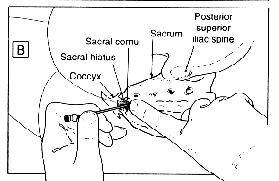 B
Posterior
superior
iliac spine
Sacral cornu
Sacrum
Sacral hiatus
Coccyx